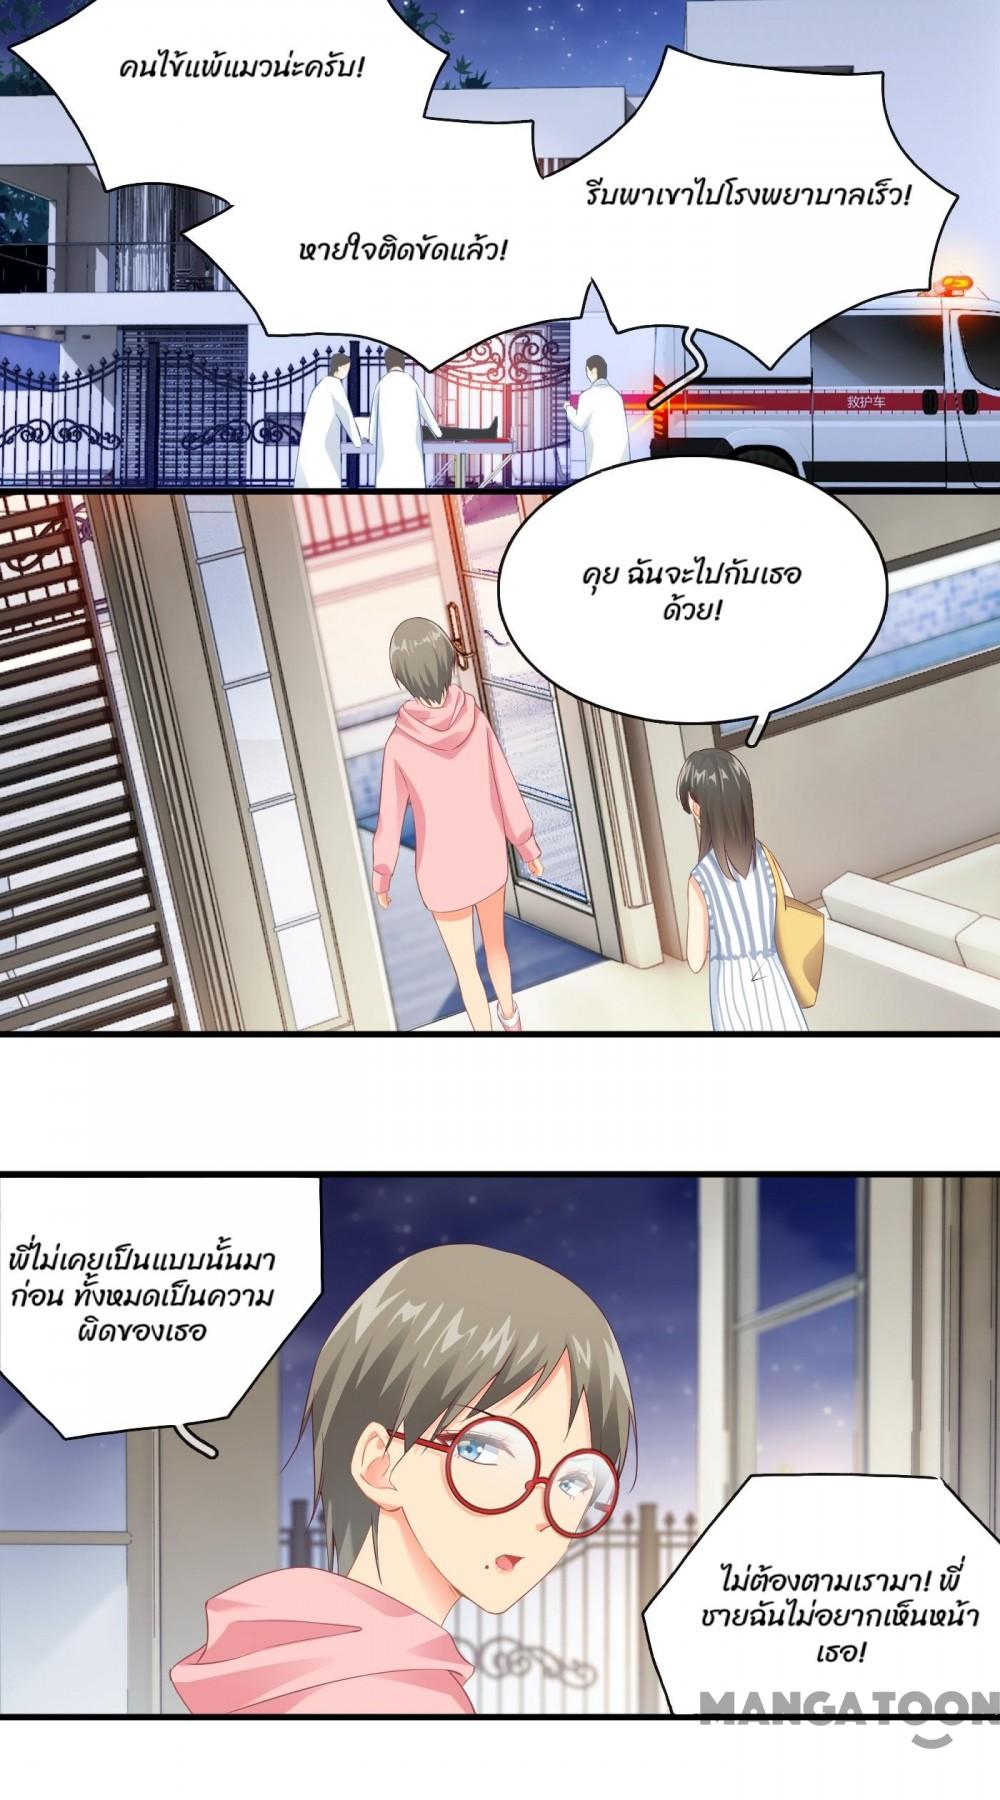 คนไข้แพ้แมวน่ะครับ!
หายใจติดขัดแล้ว!
รีบพาเขาไปโรงพยาบาลเร็ว!
救护车
คุย ฉันจะไปกับเธอ
ด้วย!
พี่ไม่เคยเป็นแบบนั้นมา
ก่อน ทั้งหมดเป็นความ
ผิดของเธอ
ไม่ต้องตามเรามา! พี่
ชายฉันไม่อยากเห็นหน้า
เธอ!
MANGATOON